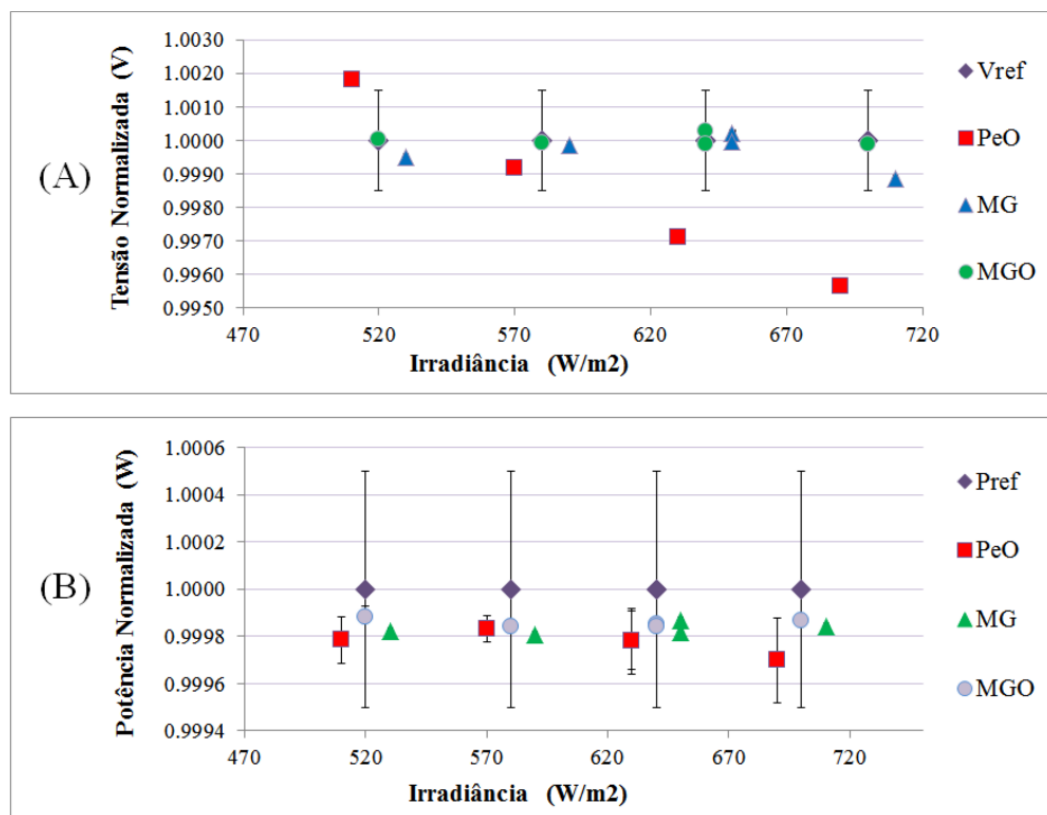 (A)
Tensão Normalizada (V)
1.0030
1.0020
1.0010
1.0000
0.9990
0.9980
0.9970
0.9960
0.9950
470 520 570 620 670 720
Irradiância (W/m2)
Vref
PeO
MG
MGO
(B)
Potência Normalizada (W)
1.0006
1.0004
1.0002
1.0000
0.9998
0.9996
0.9994
470 520 570 620 670 720
Irradiância (W/m2)
Pref
PeO
MG
MGO